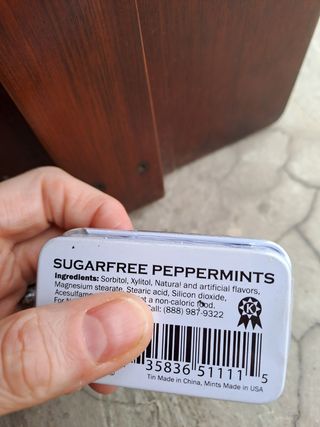 SUGARFREE PEPPERMINTS
Ingredients: Sorbitol, Xylitol, Natural and artificial flavors,
Magnesium stearate, Stearic acid, Silicon dioxide,
Acesulfame t a non-caloric food.
For N Call: (888) 987-9322
K
35836 51111 5
Tin Made in China, Mints Made in USA